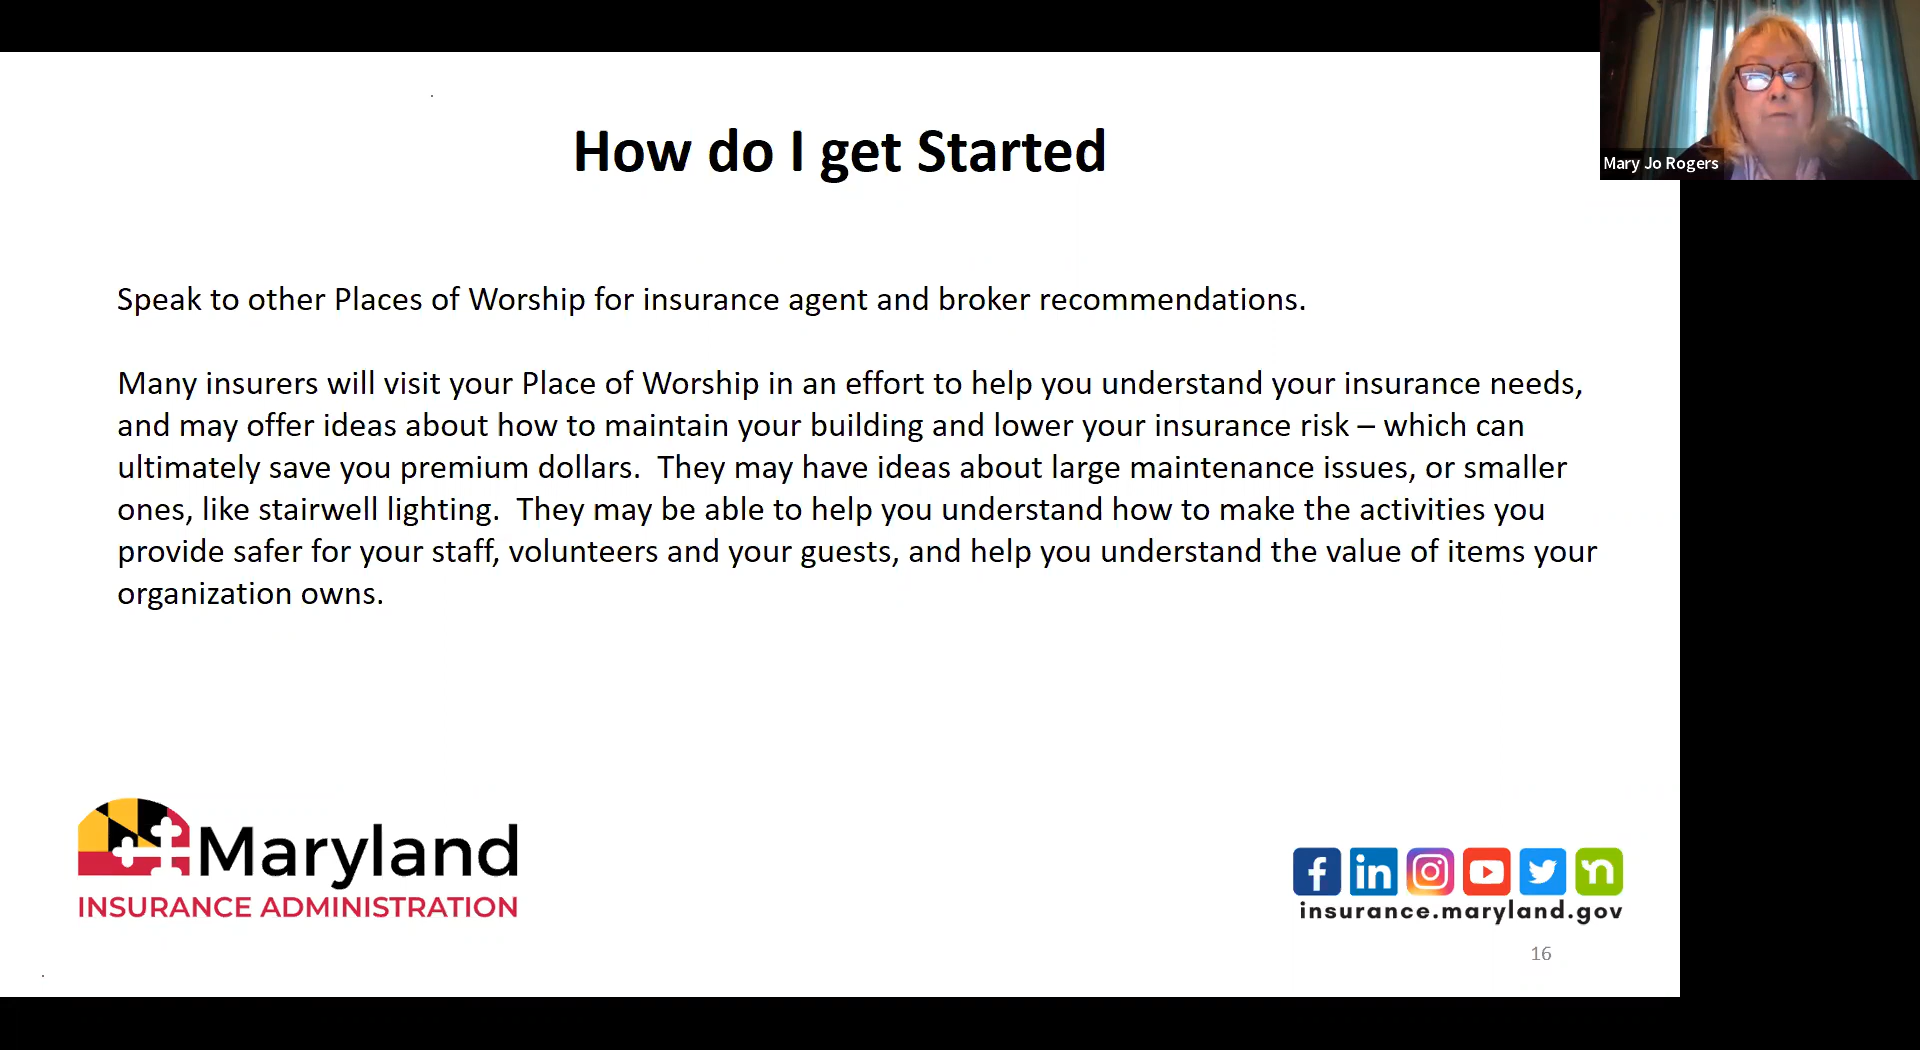 How do I get Started
Mary Jo Rogers
Speak to other Places of Worship for insurance agent and broker recommendations.
Many insurers will visit your Place of Worship in an effort to help you understand your insurance needs,
and may offer ideas about how to maintain your building and lower your insurance risk – which can
ultimately save you premium dollars.  They may have ideas about large maintenance issues, or smaller
ones, like stairwell lighting.  They may be able to help you understand how to make the activities you
provide safer for your staff, volunteers and your guests, and help you understand the value of items your
organization owns.
Maryland
INSURANCE ADMINISTRATION
insurance.maryland.gov
16